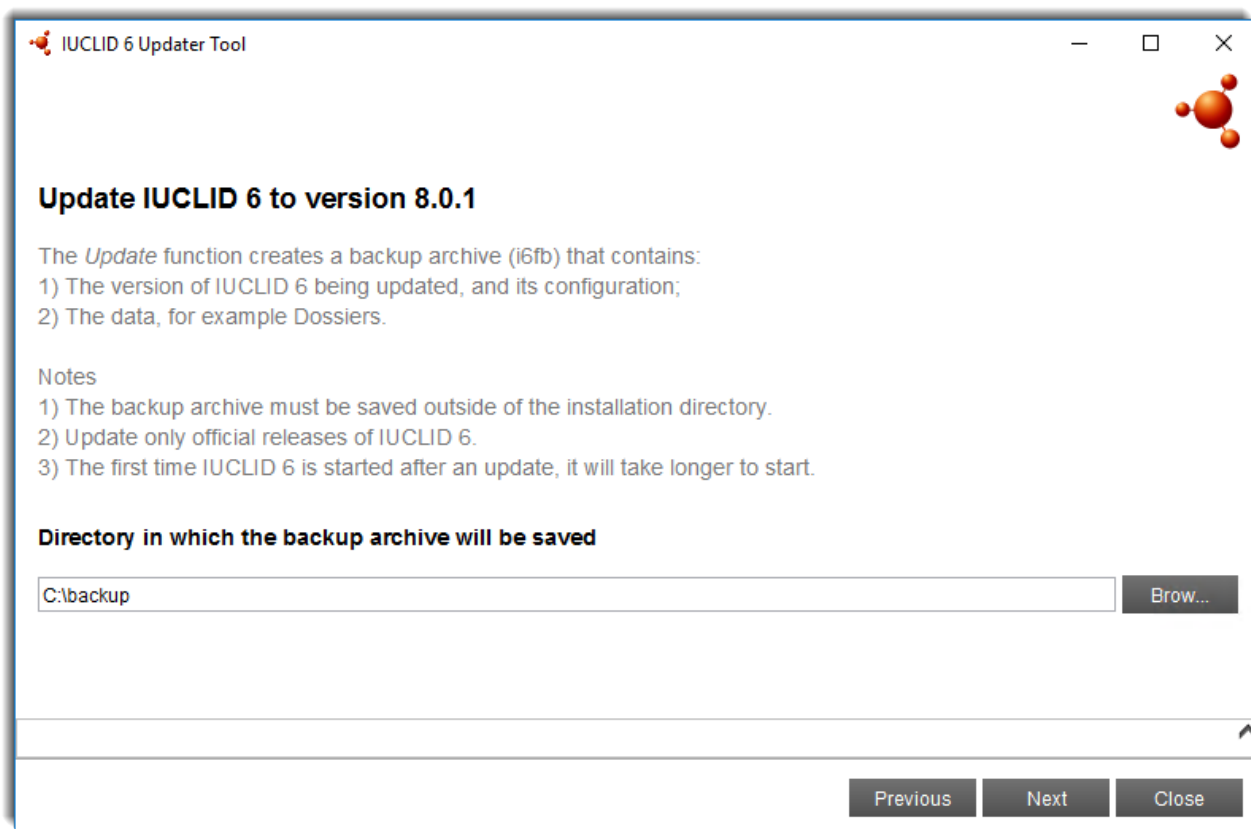 IUCLID 6 Updater Tool
Update IUCLID 6 to version 8.0.1
The Update function creates a backup archive (i6fb) that contains:
1) The version of IUCLID 6 being updated, and its configuration;
2) The data, for example Dossiers.
Notes
1) The backup archive must be saved outside of the installation directory.
2) Update only official releases of IUCLID 6.
3) The first time IUCLID 6 is started after an update, it will take longer to start.
Directory in which the backup archive will be saved
C:\backup
Brow...
Previous Next Close